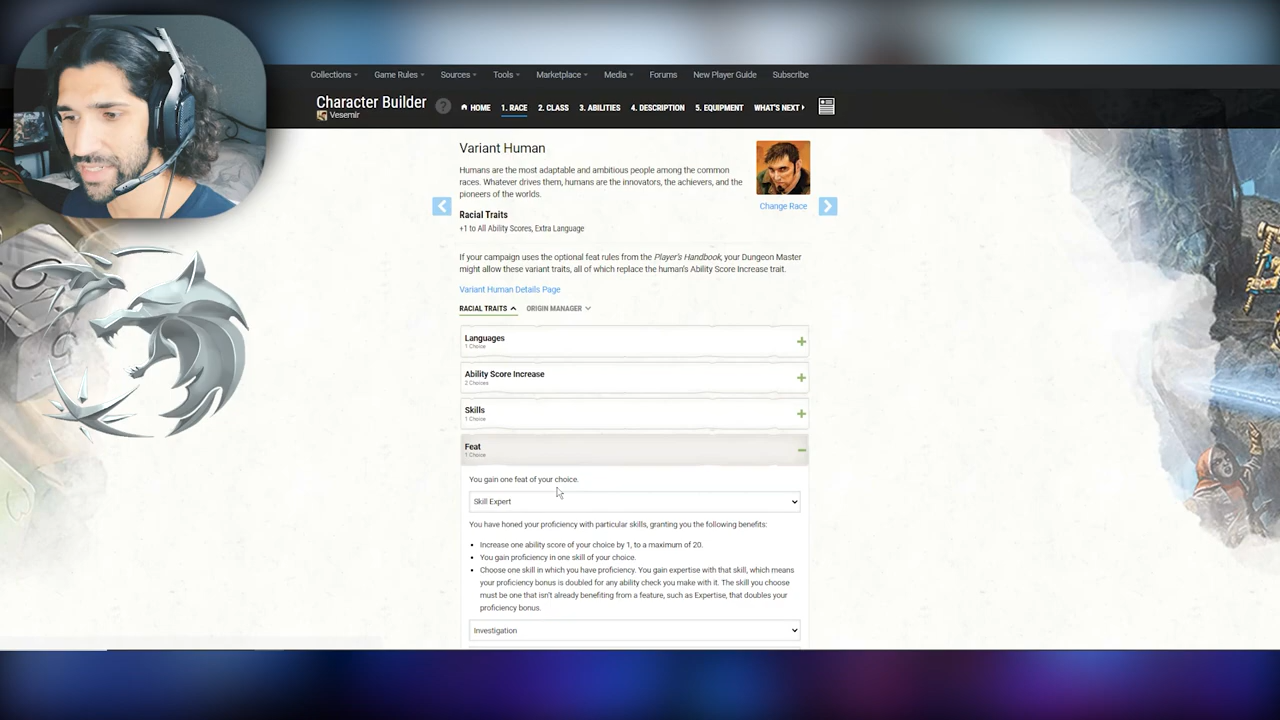 Collections Game Rules Sources Tools Marketplace Media Forums New Player Guide Subscribe
Character Builder
Vesemir
? HOME 1. RACE 2. CLASS 3. ABILITIES 4. DESCRIPTION 5. EQUIPMENT WHAT'S NEXT
Variant Human
Humans are the most adaptable and ambitious people among the common
races. Whatever drives them, humans are the innovators, the achievers, and the
pioneers of the worlds.
Change Race
Racial Traits
+1 to All Ability Scores, Extra Language
If your campaign uses the optional feat rules from the Player's Handbook, your Dungeon Master
might allow these variant traits, all of which replace the human's Ability Score Increase trait.
Variant Human Details Page
RACIAL TRAITS ORIGIN MANAGER
Languages
1 Choice
Ability Score Increase
2 Choices
Skills
1 Choice
Feat
1 Choice
You gain one feat of your choice.
Skill Expert
You have honed your proficiency with particular skills, granting you the following benefits:
• Increase one ability score of your choice by 1, to a maximum of 20.
• You gain proficiency in one skill of your choice.
• Choose one skill in which you have proficiency. You gain expertise with that skill, which means
your proficiency bonus is doubled for any ability check you make with it. The skill you choose
must be one that isn't already benefiting from a feature, such as Expertise, that doubles your
proficiency bonus.
Investigation